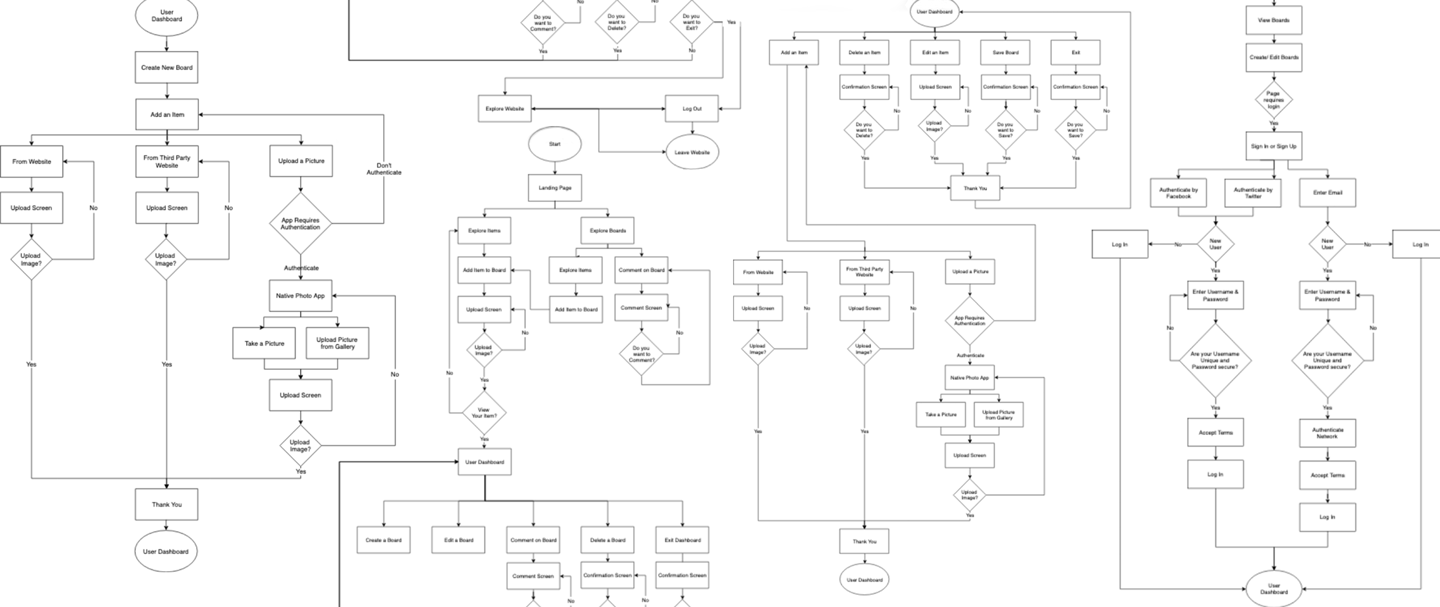 User
Dashboard
Create New Board
Add an Item
From Website
From Third Party
Website
Upload a Picture
Don't
Authenticate
Upload Screen
No
Upload Screen
No
App Requires
Authentication
Upload
Image?
Upload
Image?
Authenticate
Native Photo App
Take a Picture
Upload Picture
from Gallery
Yes
Yes
No
Upload Screen
Upload
Image?
Yes
Thank You
User Dashboard
No
No
Do you
want to
Comment?
Do you
want to
Delete?
Do you
want to
Exit?
Yes
Yes
Yes
No
Explore Website
Log Out
Leave Website
Start
Landing Page
Explore Items
Explore Boards
Add Item to Board
Explore Items
Comment on Board
Upload Screen
Add Item to Board
Comment Screen
No
No
Upload
Image?
Do you
want to
Comment?
No
Yes
View
Your Item?
Yes
User Dashboard
Create a Board
Edit a Board
Comment on Board
Delete a Board
Exit Dashboard
Comment Screen
Confirmation Screen
Confirmation Screen
No
No
User Dashboard
Add an Item
Delete an Item
Edit an Item
Save Board
Exit
Confirmation Screen
Upload Screen
Confirmation Screen
Confirmation Screen
No
No
No
No
Do you
want to
Delete?
Upload
Image?
Do you
want to
Save?
Do you
want to
Save?
Yes
Yes
Yes
Yes
Thank You
From Website
From Third Party
Website
Upload a Picture
Upload Screen
No
Upload Screen
No
App Requires
Authentication
Upload
Image?
Upload
Image?
Authenticate
Native Photo App
Take a Picture
Upload Picture
from Gallery
Yes
Yes
No
Upload Screen
Upload
Image?
Yes
Thank You
User Dashboard
View Boards
Create/ Edit Boards
Page
requires
login
Yes
Sign In or Sign Up
Authenticate by
Facebook
Authenticate by
Twitter
Enter Email
Log In
No
New
User
New
User
No
Log In
Yes
Yes
Enter Username &
Password
Enter Username &
Password
No
No
Are your Username
Unique and
Password secure?
Are your Username
Unique and
Password secure?
Yes
Yes
Accept Terms
Authenticate
Network
Log In
Accept Terms
Log In
User
Dashboard